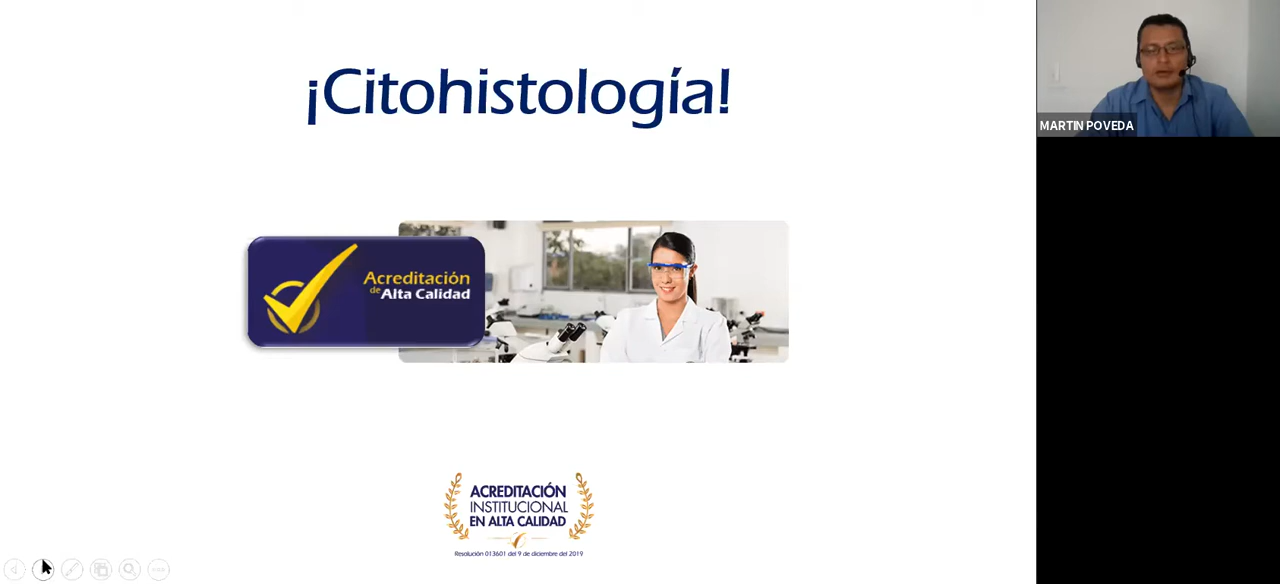 ¡Citohistología!
MARTIN POVEDA
Acreditación
de Alta Calidad
ACREDITACIÓN
INSTITUCIONAL
EN ALTA CALIDAD
Resolución 013601 del 9 de diciembre del 2019